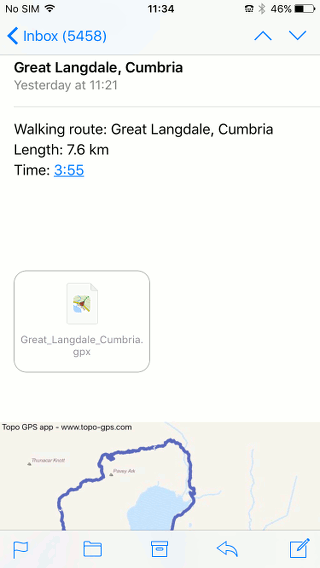 No SIM 11:34 46%
Inbox (5458)
Great Langdale, Cumbria
Yesterday at 11:21
Walking route: Great Langdale, Cumbria
Length: 7.6 km
Time: 3:55
Great_Langdale_Cumbria.
gpx
Topo GPS app - www.topo-gps.com
Thunacar Knott
Pavey Ark